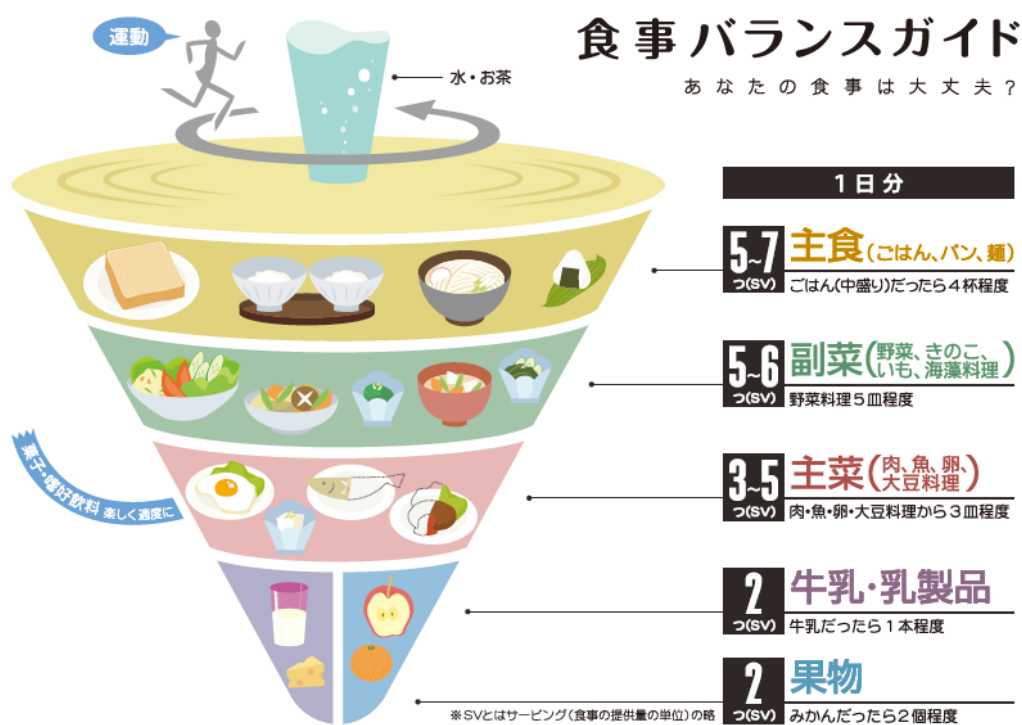 食事バランスガイド
あなたの食事は大丈夫?
運動
水・お茶
1日分
5~7
つ(SV)
主食(ごはん、パン、麺)
ごはん(中盛り)だったら4杯程度
5~6
つ(SV)
副菜(野菜、きのこ、
いも、海藻料理)
野菜料理5皿程度
菓子・嗜好飲料 楽しく適度に
3~5
つ(SV)
主菜(肉、魚、卵、
大豆料理)
肉・魚・卵・大豆料理から3皿程度
2
つ(SV)
牛乳・乳製品
牛乳だったら1本程度
2
つ(SV)
果物
みかんだったら2個程度
※SVとはサービング(食事の提供量の単位)の略